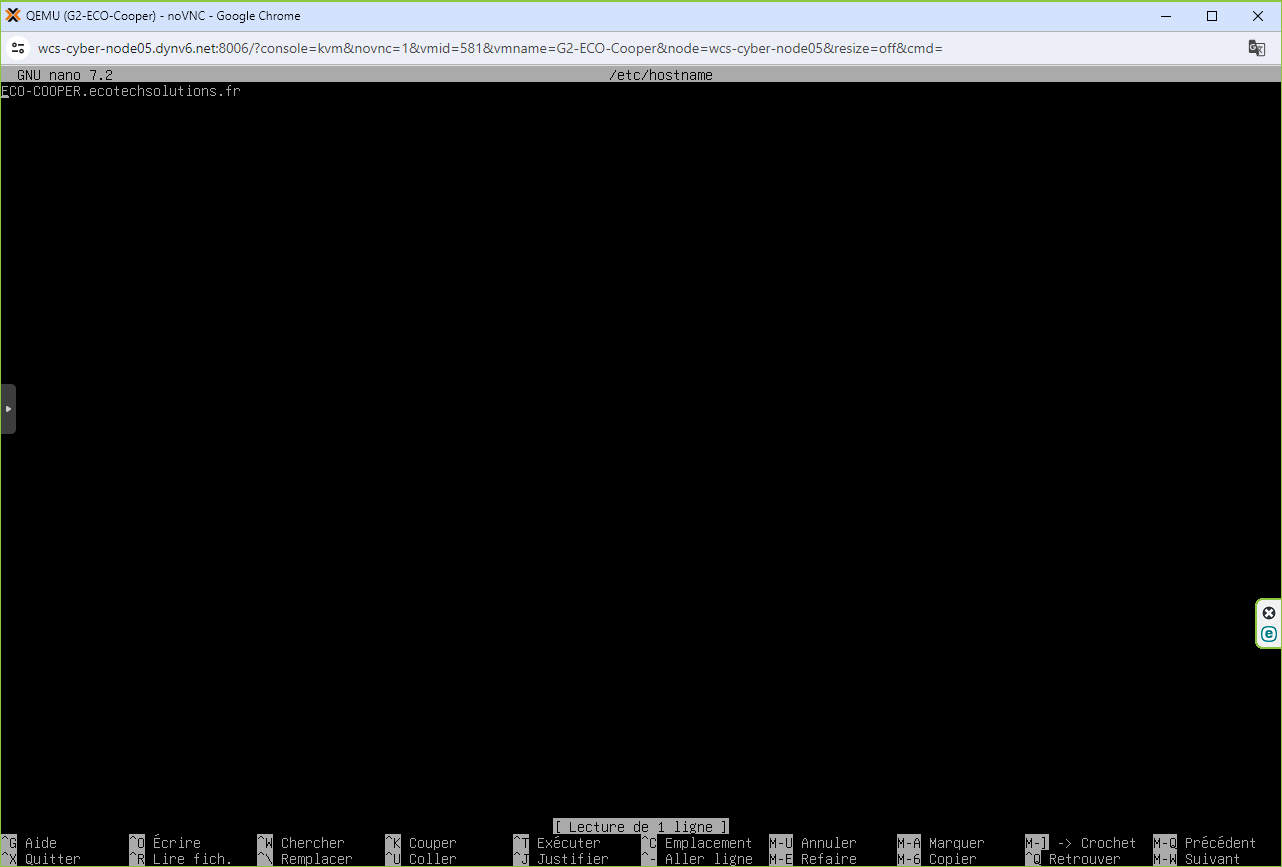 QEMU (G2-ECO-Cooper) - noVNC - Google Chrome
wcs-cyber-node05.dynv6.net:8006/?console=kvm&novnc=1&vmid=581&vmname=G2-ECO-Cooper&node=wcs-cyber-node05&resize=off&cmd=
GNU nano 7.2 /etc/hostname
ECO-COOPER.ecotechsolutions.fr
[ Lecture de 1 ligne ]
^G Aide ^O Écrire ^W Chercher ^K Couper ^T Exécuter ^C Emplacement M-U Annuler M-A Marquer M-] -> Crochet M-Q Précédent
^X Quitter ^R Lire fich. ^\ Remplacer ^U Coller ^J Justifier ^- Aller ligne M-E Refaire M-6 Copier ^Q Retrouver M-W Suivant